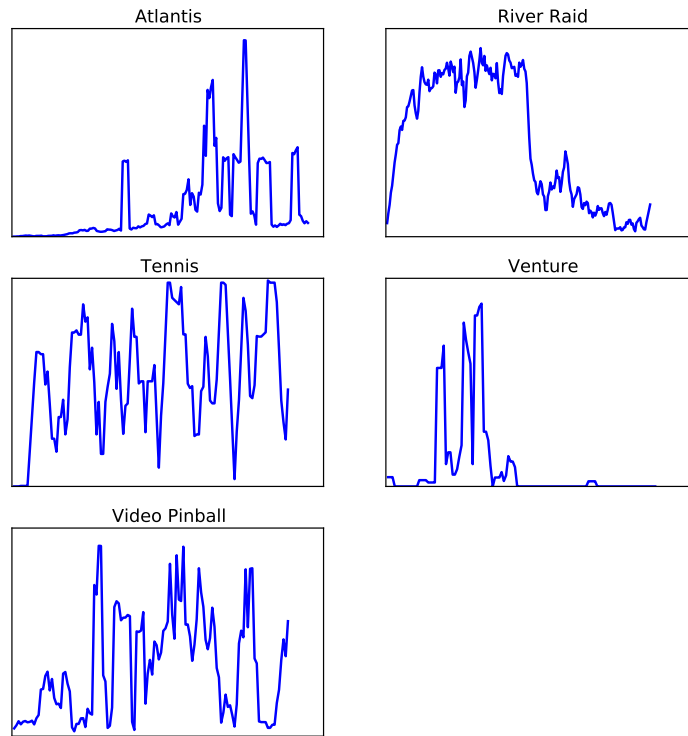 Atlantis
River Raid
Tennis
Venture
Video Pinball